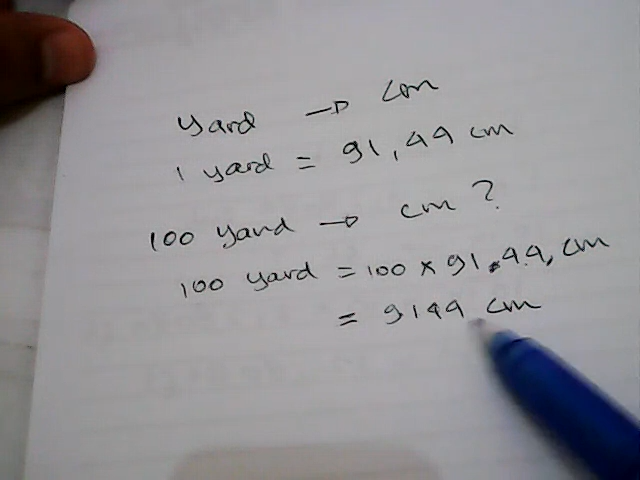 yard → cm
1 yard = 91,44 cm
100 yard → cm ?
100 yard = 100 x 91.44, cm
= 9144 cm